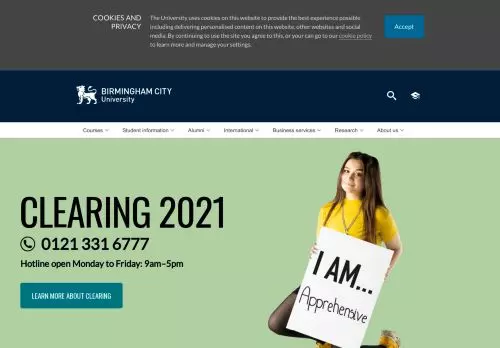 COOKIES AND
PRIVACY
The University uses cookies on this website to provide the best experience possible
including delivering personalised content on this website, other websites and social
media. By continuing to use the site you agree to this, or your can go to our cookie policy
to learn more and manage your settings.
Accept
BIRMINGHAM CITY
University
Courses
Student information
Alumni
International
Business services
Research
About us
CLEARING 2021
0121 331 6777
Hotline open Monday to Friday: 9am–5pm
LEARN MORE ABOUT CLEARING
I AM...
Apprehensive